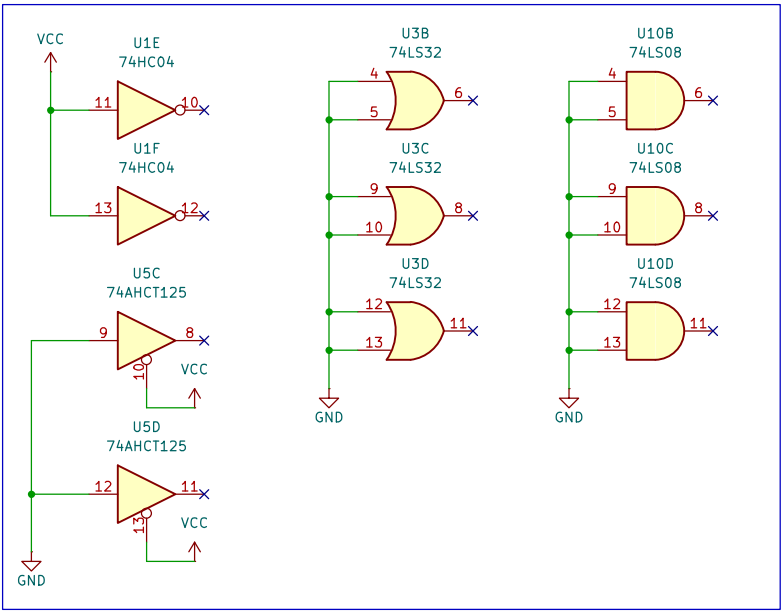 VCC
U1E
74HC04
11
10
U1F
74HC04
13
12
U5C
74AHCT125
9
8
10
VCC
U5D
74AHCT125
12
11
13
VCC
GND
U3B
74LS32
4
5
6
U3C
74LS32
9
10
8
U3D
74LS32
12
13
11
GND
U10B
74LS08
4
5
6
U10C
74LS08
9
10
8
U10D
74LS08
12
13
11
GND